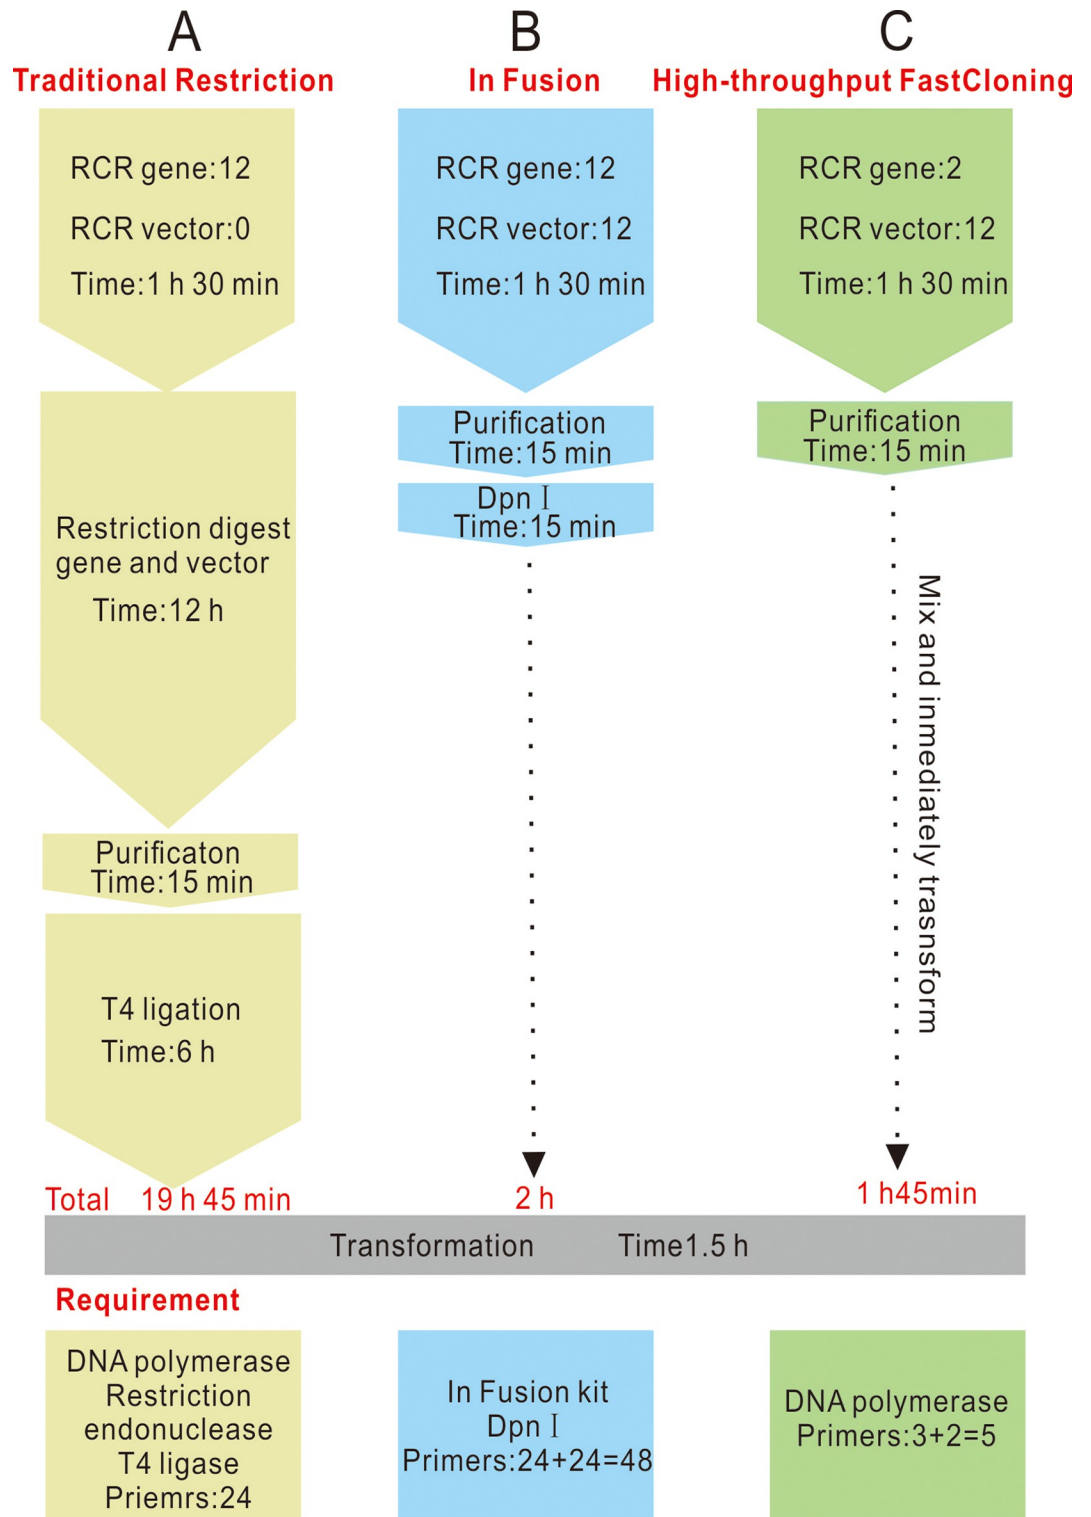 A
Traditional Restriction
RCR gene:12
RCR vector:0
Time:1 h 30 min
Restriction digest
gene and vector
Time:12 h
Purificaton
Time:15 min
T4 ligation
Time:6 h
Total 19 h 45 min
B
In Fusion
RCR gene:12
RCR vector:12
Time:1 h 30 min
Purification
Time:15 min
Dpn I
Time:15 min
2 h
C
High-throughput FastCloning
RCR gene:2
RCR vector:12
Time:1 h 30 min
Purification
Time:15 min
Mix and inmediately trasnsform
1 h45min
Transformation Time1.5 h
Requirement
DNA polymerase
Restriction
endonuclease
T4 ligase
Priemrs:24
In Fusion kit
Dpn I
Primers:24+24=48
DNA polymerase
Primers:3+2=5